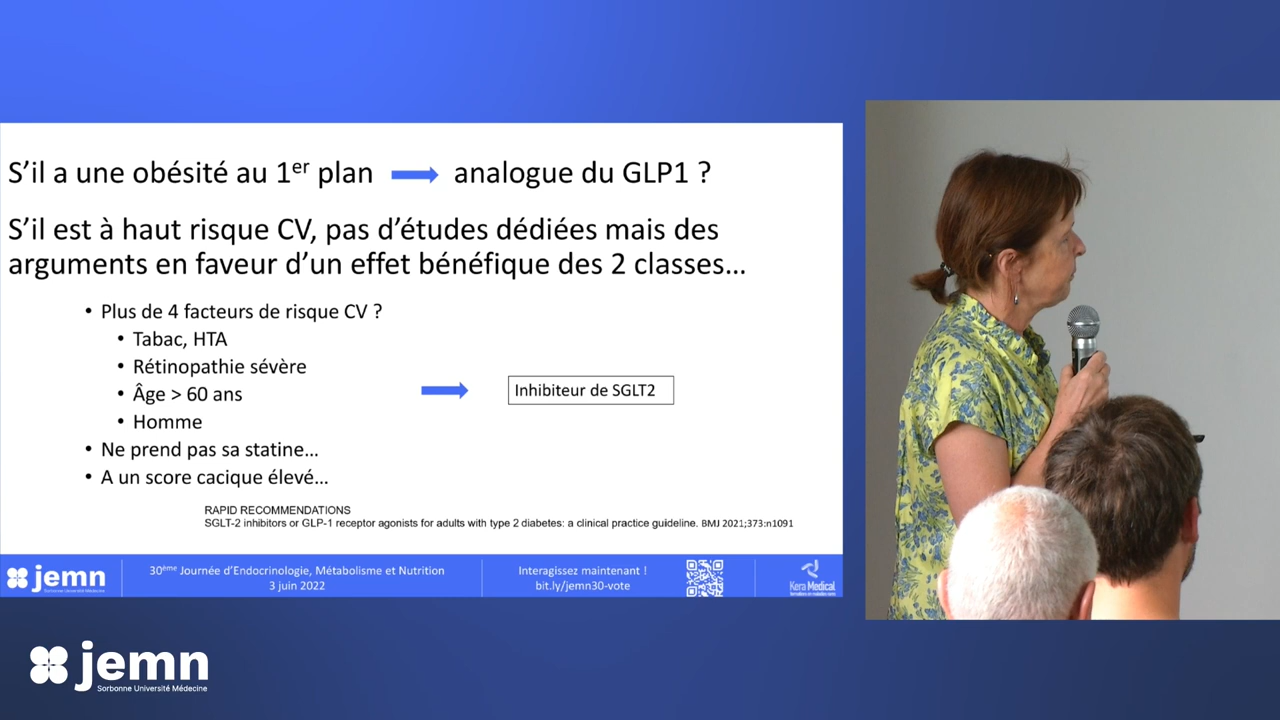 S’il a une obésité au 1er plan analogue du GLP1 ?
S’il est à haut risque CV, pas d’études dédiées mais des
arguments en faveur d’un effet bénéfique des 2 classes…
• Plus de 4 facteurs de risque CV ?
• Tabac, HTA
• Rétinopathie sévère
• Âge > 60 ans
• Homme
Inhibiteur de SGLT2
• Ne prend pas sa statine…
• A un score cacique élevé…
RAPID RECOMMENDATIONS
SGLT-2 inhibitors or GLP-1 receptor agonists for adults with type 2 diabetes: a clinical practice guideline. BMJ 2021;373:n1091
jemn
Sorbonne Université Médecine
30ème Journée d’Endocrinologie, Métabolisme et Nutrition
3 juin 2022
Interagissez maintenant !
bit.ly/jemn30-vote
Kera Medical
jemn
Sorbonne Université Médecine